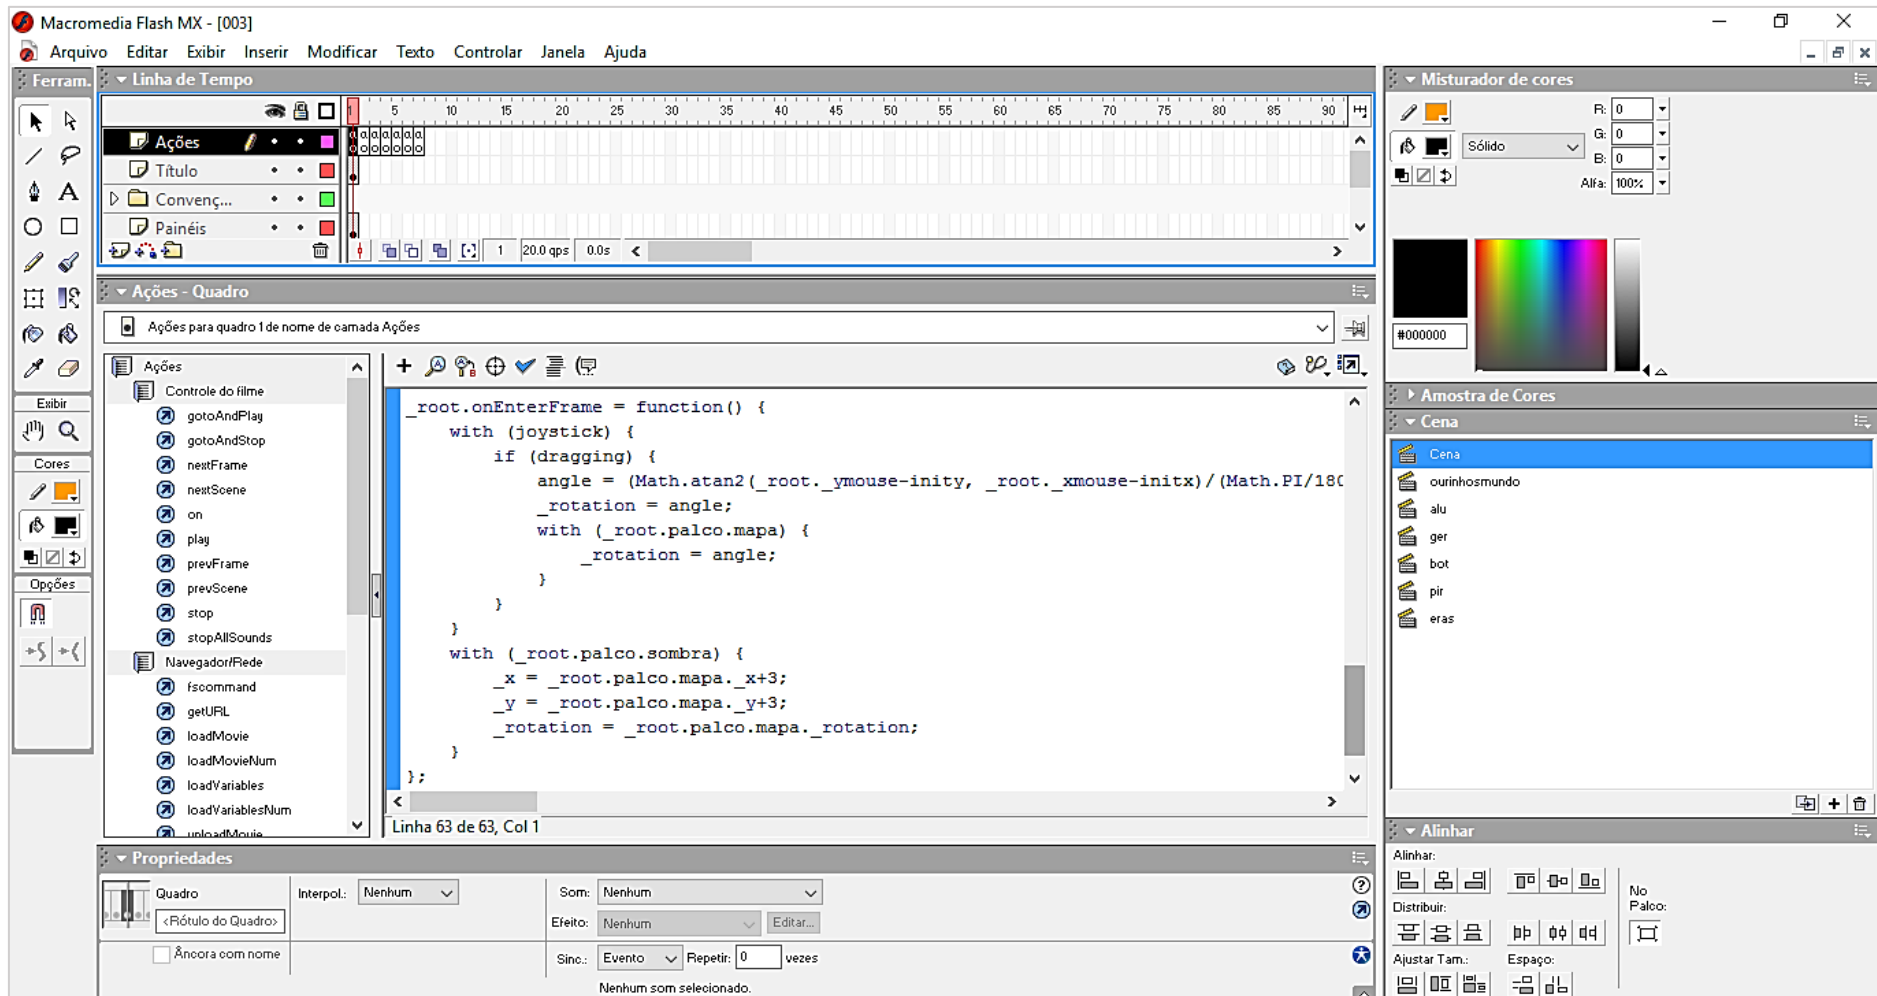 Macromedia Flash MX - [003]
Arquivo Editar Exibir Inserir Modificar Texto Controlar Janela Ajuda
Ferram.
Exibir
Cores
Opções
Linha de Tempo
1 5 10 15 20 25 30 35 40 45 50 55 60 65 70 75 80 85 90
Ações
Título
Convenç...
Painéis
1 20.0 qps 0.0s
Ações - Quadro
Ações para quadro 1 de nome de camada Ações
Ações
Controle do filme
gotoAndPlay
gotoAndStop
nextFrame
nextScene
on
play
prevFrame
prevScene
stop
stopAllSounds
Navegador/Rede
fscommand
getURL
loadMovie
loadMovieNum
loadVariables
loadVariablesNum
unloadMovie
_root.onEnterFrame = function() {
with (joystick) {
if (dragging) {
angle = (Math.atan2(_root._ymouse-inity, _root._xmouse-initx)/(Math.PI/180
_rotation = angle;
with (_root.palco.mapa) {
_rotation = angle;
}
}
}
with (_root.palco.sombra) {
_x = _root.palco.mapa._x+3;
_y = _root.palco.mapa._y+3;
_rotation = _root.palco.mapa._rotation;
}
};
Linha 63 de 63, Col 1
Propriedades
Quadro
<Rótulo do Quadro>
Âncora com nome
Interpol.: Nenhum
Som: Nenhum
Efeito: Nenhum Editar...
Sinc.: Evento Repetir: 0 vezes
Nenhum som selecionado.
Misturador de cores
Sólido
R: 0
G: 0
B: 0
Alfa: 100%
#000000
Amostra de Cores
Cena
Cena
ourinhosmundo
alu
ger
bot
pir
eras
Alinhar
Alinhar:
Distribuir:
Ajustar Tam.: Espaço:
No
Palco: